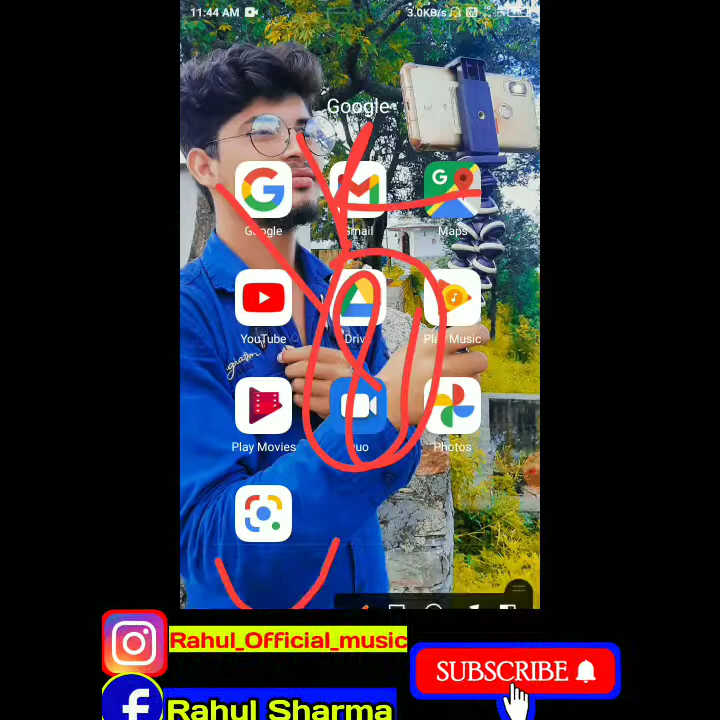 11:44 AM 3.0KB/s
Google
Google Gmail Maps
YouTube Drive Play Music
Play Movies Duo Photos
Rahul_Official_music
SUBSCRIBE
Rahul Sharma